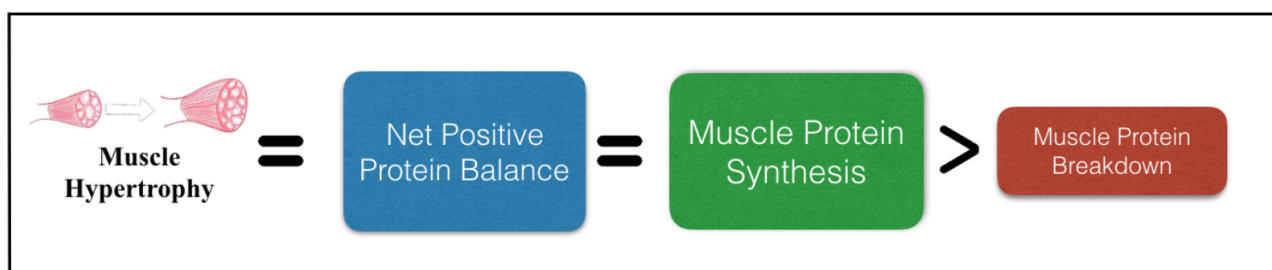 Muscle
Hypertrophy
=
Net Positive
Protein Balance
=
Muscle Protein
Synthesis
>
Muscle Protein
Breakdown